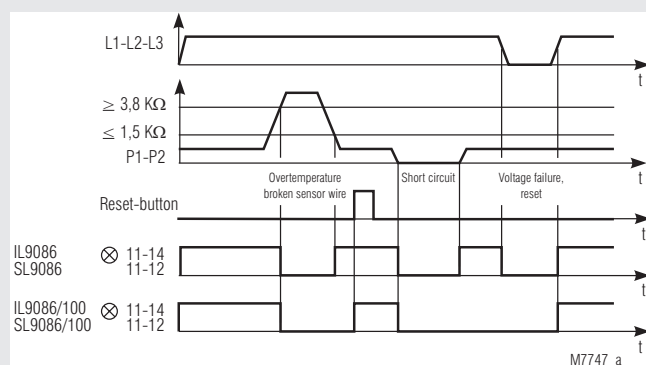 L1-L2-L3
t
≥ 3,8 KΩ
≤ 1,5 KΩ
P1-P2
t
Overtemperature
broken sensor wire
Short circuit
Voltage failure,
reset
Reset-button
t
IL9086
SL9086
11-14
11-12
t
IL9086/100
SL9086/100
11-14
11-12
t
M7747_a